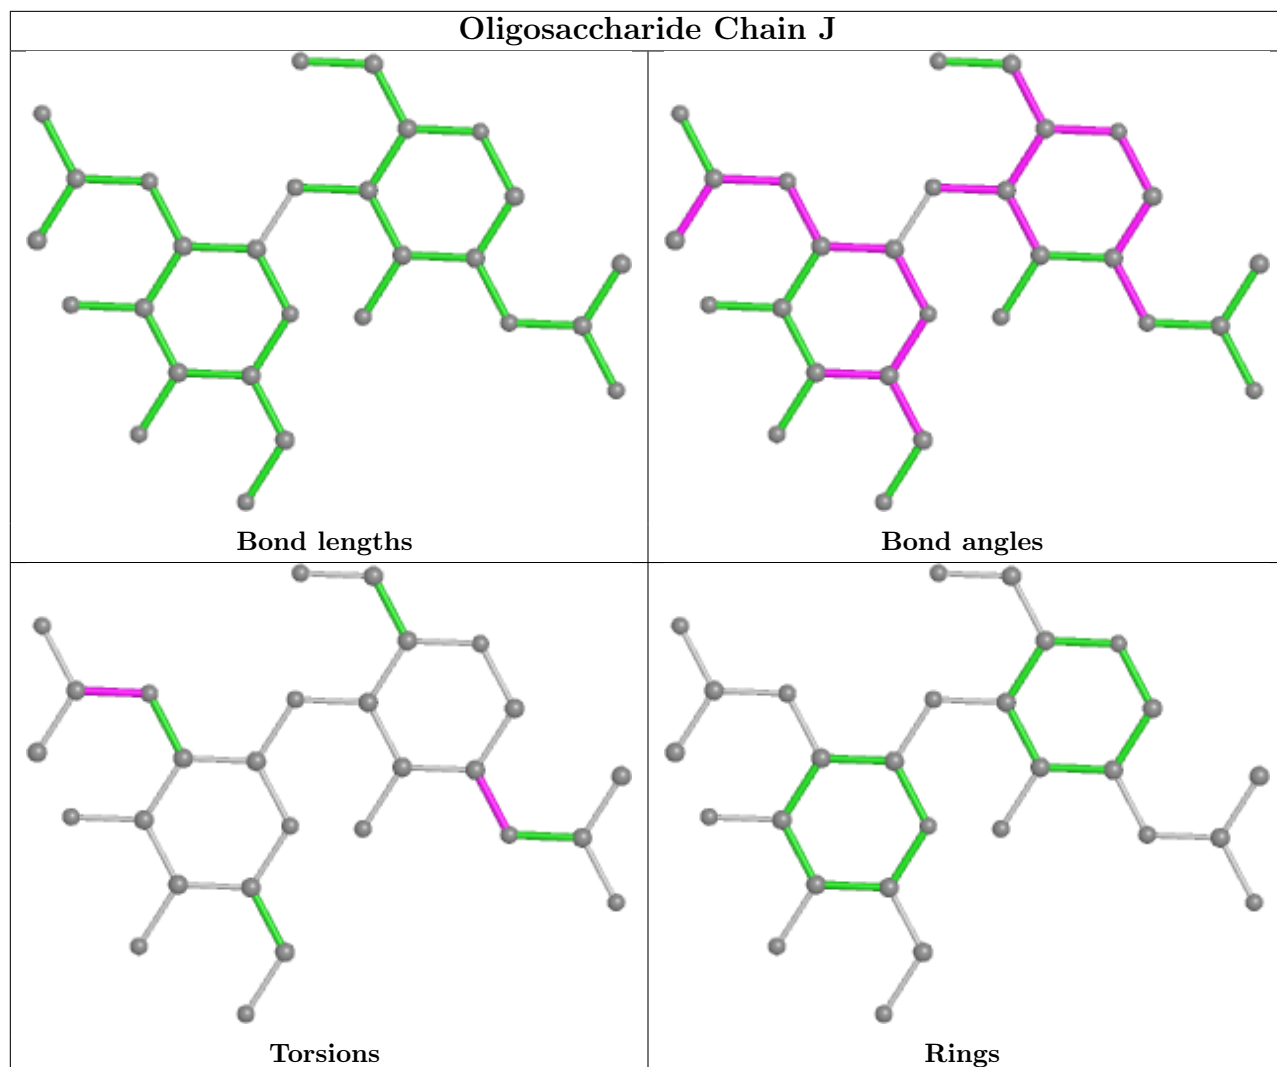 Oligosaccharide Chain J
Bond lengths
Bond angles
Torsions
Rings